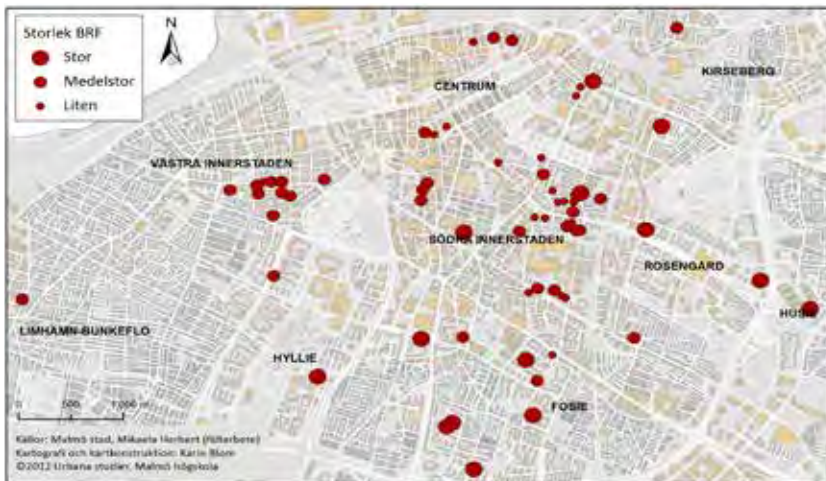 Storlek BRF
Stor
Medelstor
Liten
N
CENTRUM
KIRSEBERG
VÄSTRA INNERSTADEN
SÖDRA INNERSTADEN
ROSENGÅRD
HUSIE
LIMHAMN-BUNKEFLO
HYLLIE
FOSIE
0 500 1 000 m
Källor: Malmö stad, Mikaela Herbert (fältarbete)
Kartografi och kartkonstruktion: Karin Blom
©2012 Urbana studier, Malmö högskola